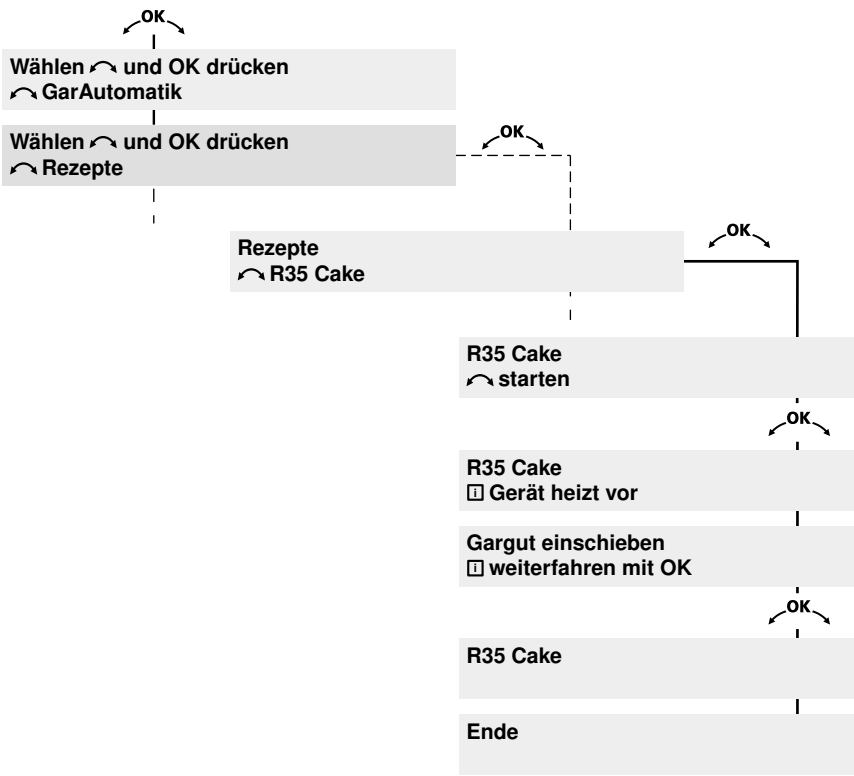 OK
Wählen und OK drücken
GarAutomatik
Wählen und OK drücken
Rezepte
OK
Rezepte
R35 Cake
OK
R35 Cake
starten
OK
R35 Cake
i Gerät heizt vor
Gargut einschieben
i weiterfahren mit OK
OK
R35 Cake
Ende